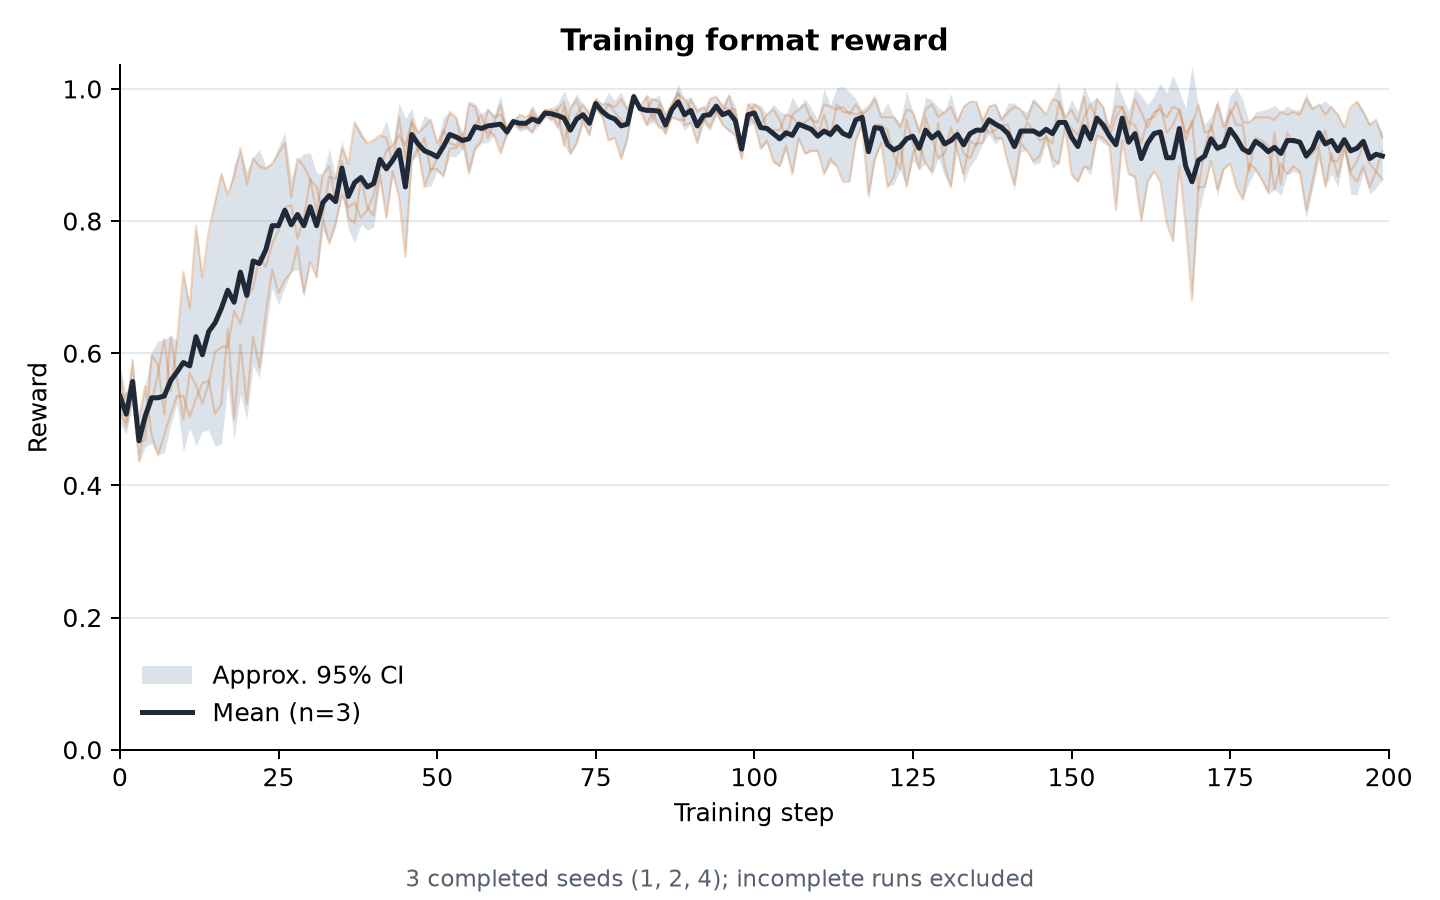 Training format reward
1.0
0.8
0.6
0.4
0.2
0.0
Reward
Approx. 95% CI
Mean (n=3)
0 25 50 75 100 125 150 175 200
Training step
3 completed seeds (1, 2, 4); incomplete runs excluded